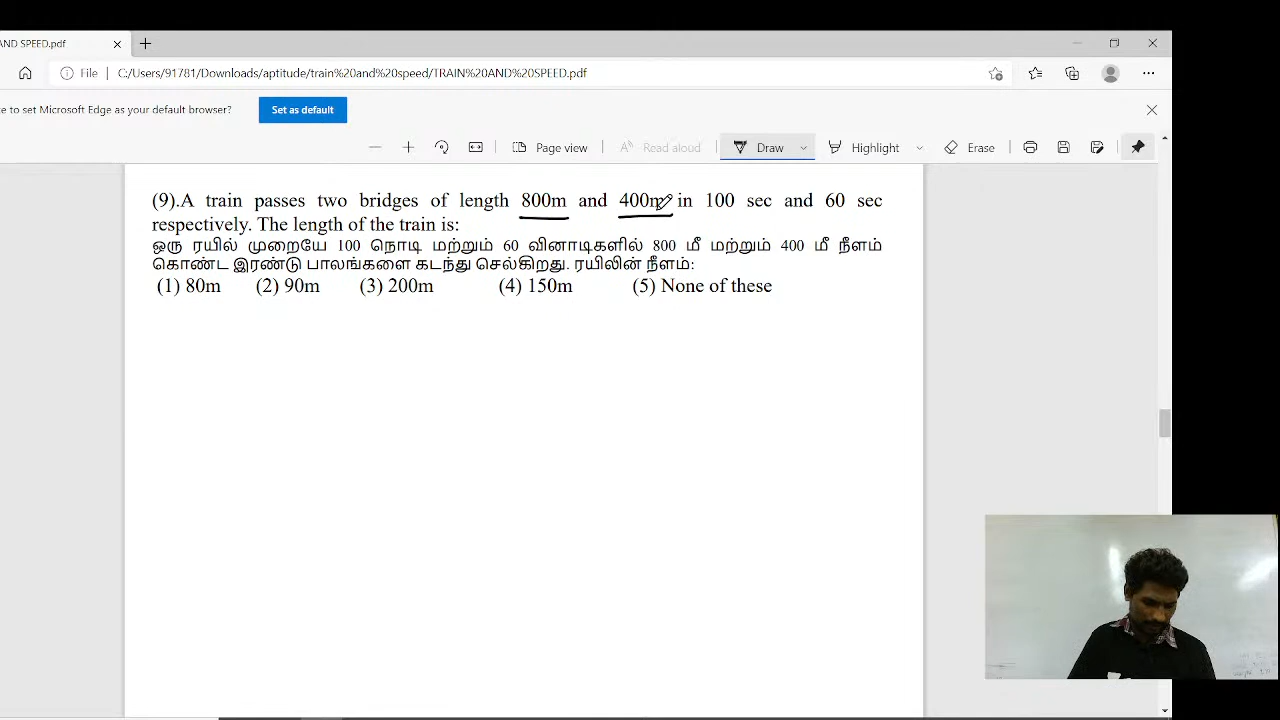 AND SPEED.pdf
File C:/Users/91781/Downloads/aptitude/train%20and%20speed/TRAIN%20AND%20SPEED.pdf
e to set Microsoft Edge as your default browser? Set as default
Page view Read aloud Draw Highlight Erase
(9).A train passes two bridges of length 800m and 400m in 100 sec and 60 sec
respectively. The length of the train is:
ஒரு ரயில் முறையே 100 நொடி மற்றும் 60 வினாடிகளில் 800 மீ மற்றும் 400 மீ நீளம்
கொண்ட இரண்டு பாலங்களை கடந்து செல்கிறது. ரயிலின் நீளம்:
(1) 80m (2) 90m (3) 200m (4) 150m (5) None of these